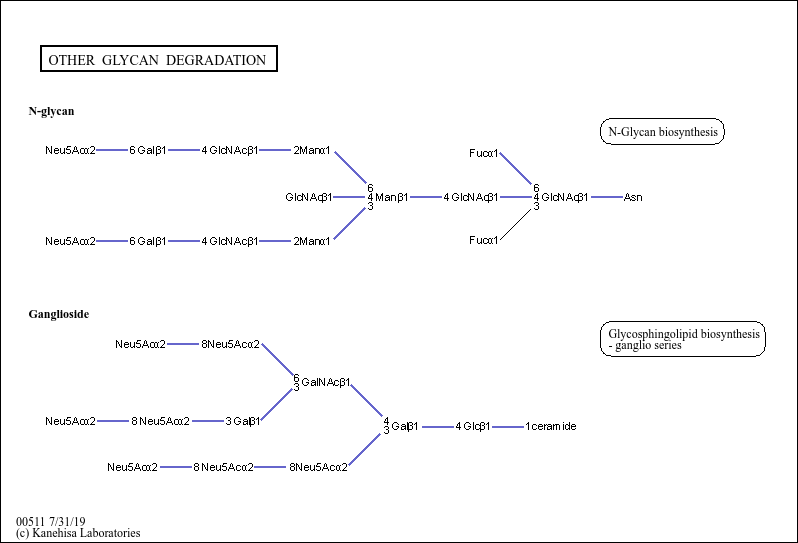 OTHER GLYCAN DEGRADATION
N-glycan
N-Glycan biosynthesis
Neu5Acα2 6 Galβ1 4 GlcNAcβ1 2Manα1
Fucα1
GlcNAcβ1 6 4 3 Manβ1 4 GlcNAcβ1 6 4 3 GlcNAcβ1 Asn
Neu5Acα2 6 Galβ1 4 GlcNAcβ1 2Manα1
Fucα1
Ganglioside
Glycosphingolipid biosynthesis
- ganglio series
Neu5Acα2 8Neu5Acα2
6 3 GalNAcβ1
Neu5Acα2 8 Neu5Acα2 3 Galβ1
4 3 Galβ1 4 Glcβ1 1ceramide
Neu5Acα2 8 Neu5Acα2 8Neu5Acα2
00511 7/31/19
(c) Kanehisa Laboratories